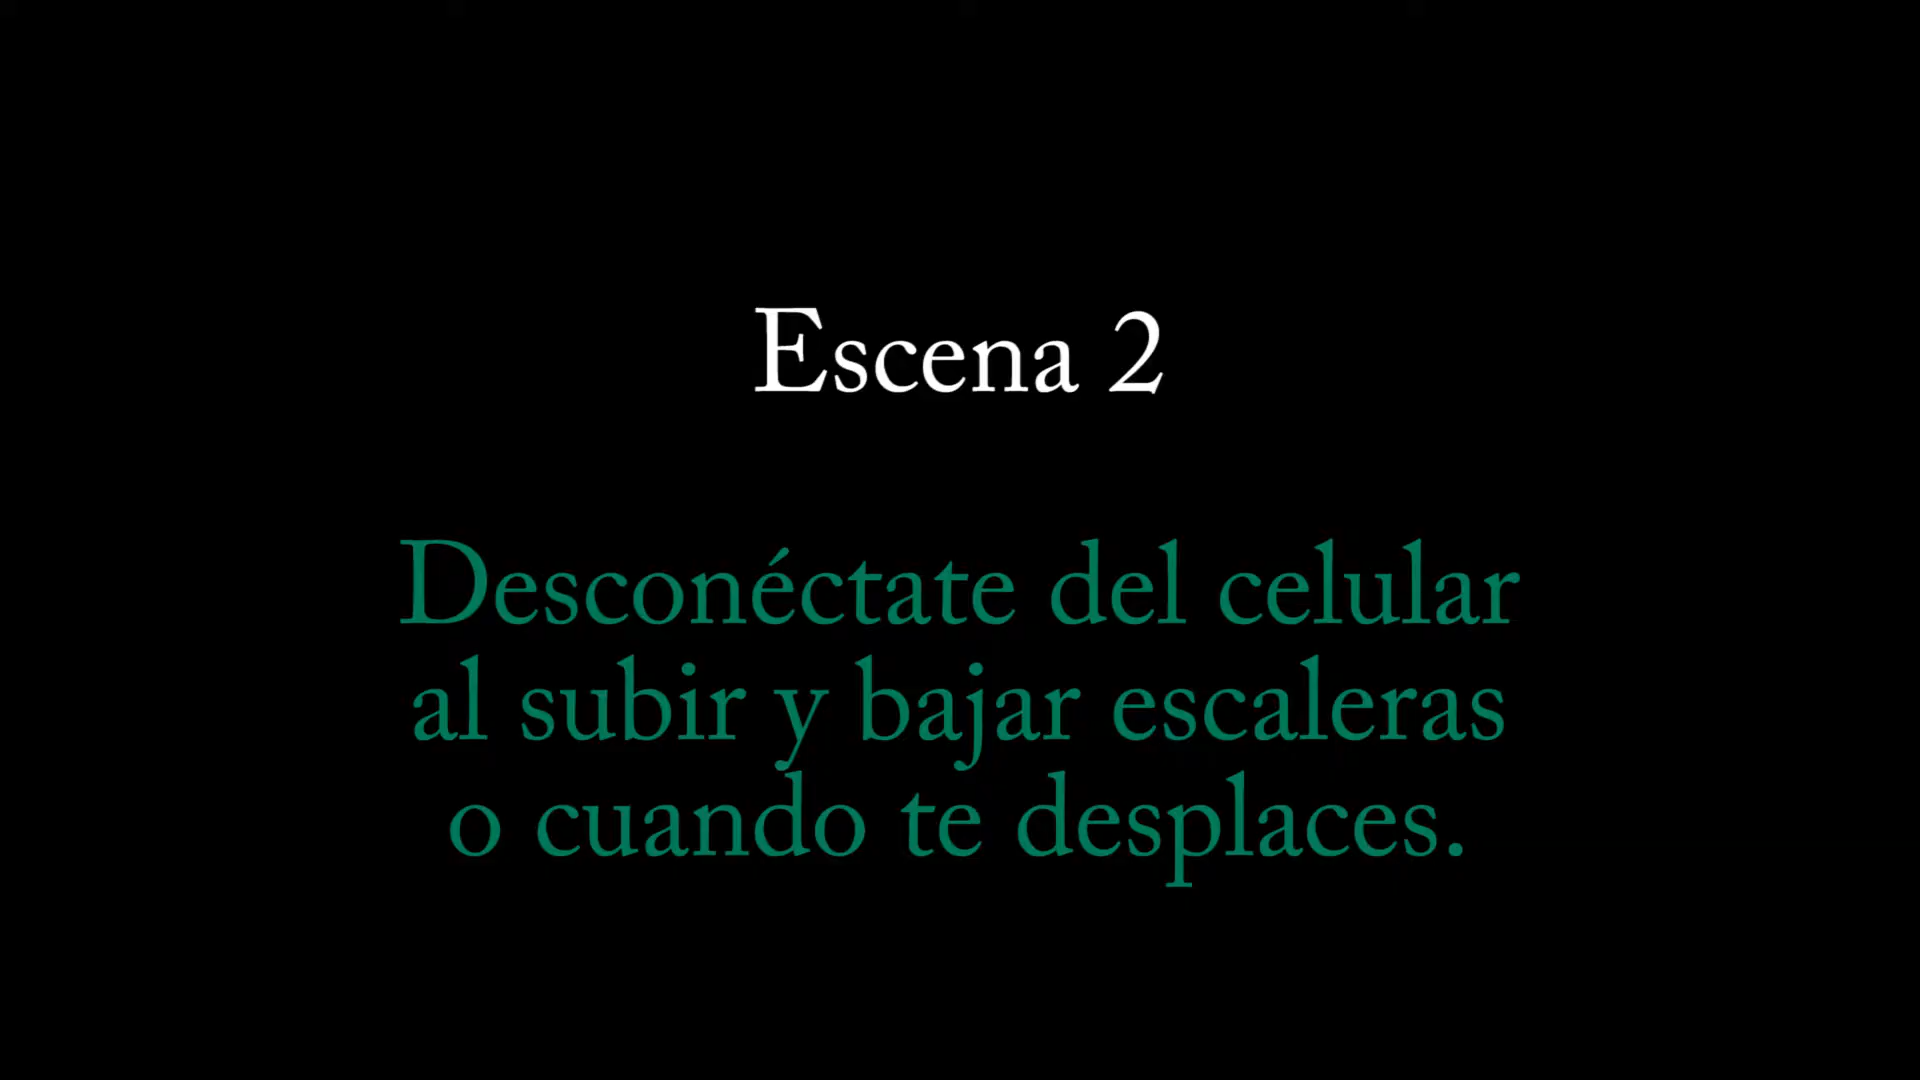 Escena 2
Desconéctate del celular
al subir y bajar escaleras
o cuando te desplaces.